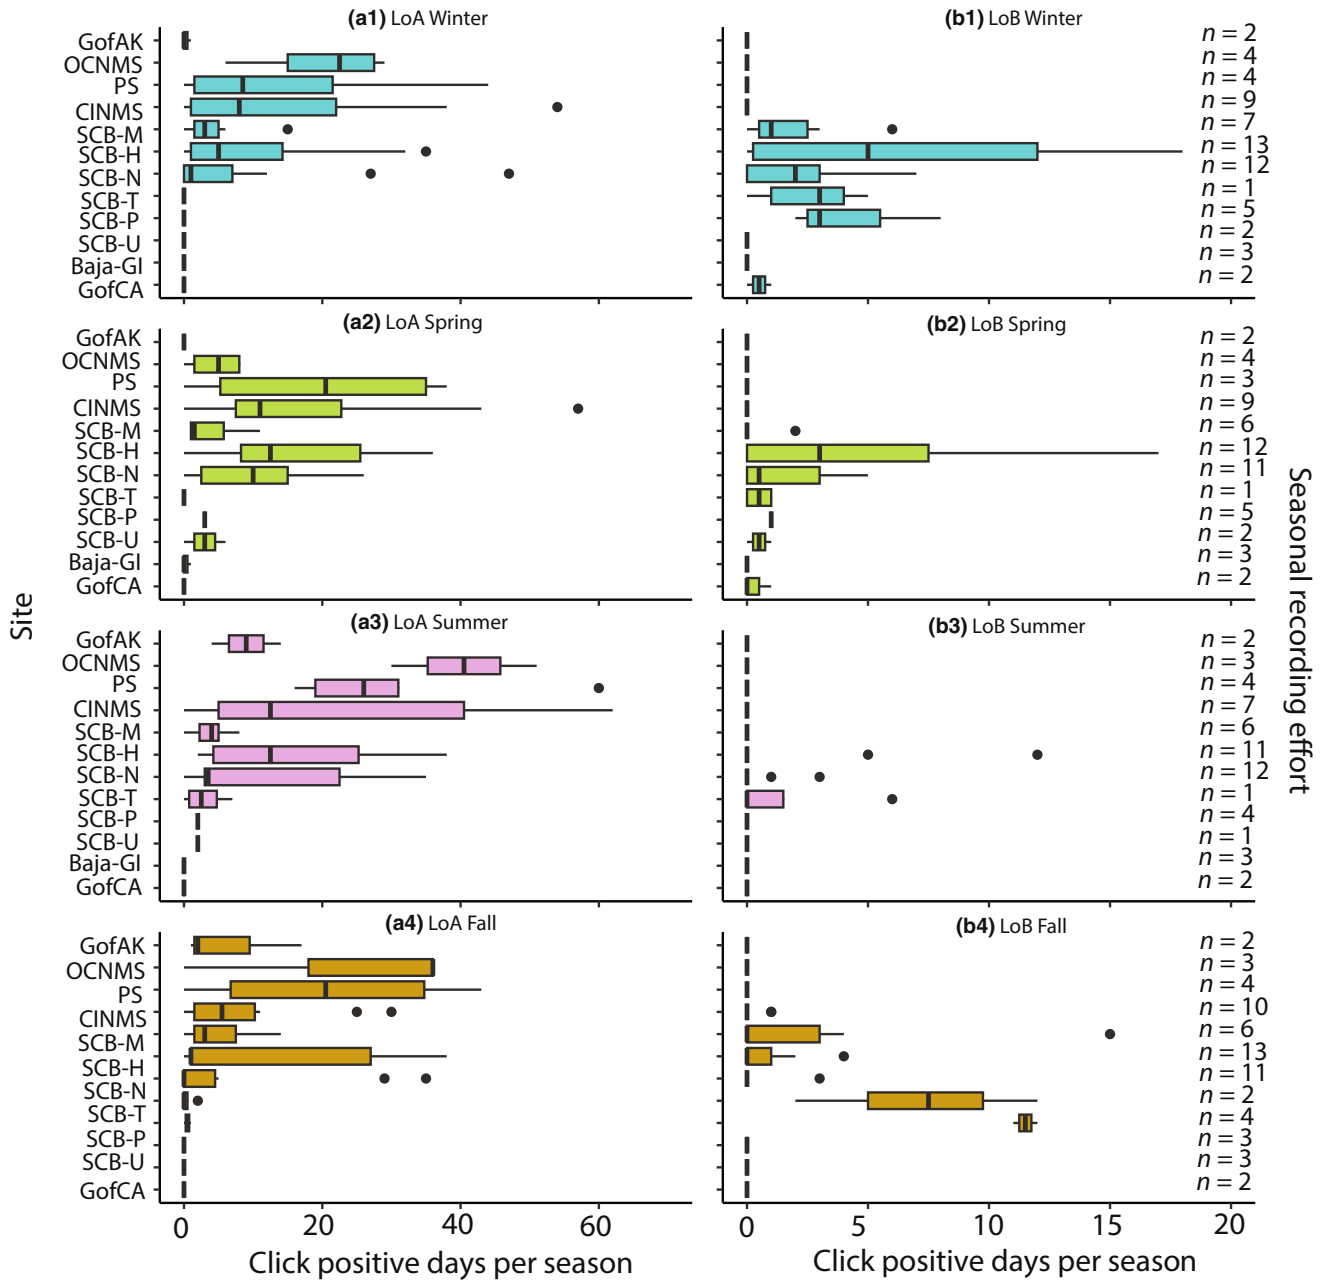 (a1) LoA Winter
(b1) LoB Winter
GofAK
OCNMS
PS
CINMS
SCB-M
SCB-H
SCB-N
SCB-T
SCB-P
SCB-U
Baja-GI
GofCA
n = 2
n = 4
n = 4
n = 9
n = 7
n = 13
n = 12
n = 1
n = 5
n = 2
n = 3
n = 2
(a2) LoA Spring
(b2) LoB Spring
GofAK
OCNMS
PS
CINMS
SCB-M
SCB-H
SCB-N
SCB-T
SCB-P
SCB-U
Baja-GI
GofCA
n = 2
n = 4
n = 3
n = 9
n = 6
n = 12
n = 11
n = 1
n = 5
n = 2
n = 3
n = 2
(a3) LoA Summer
(b3) LoB Summer
GofAK
OCNMS
PS
CINMS
SCB-M
SCB-H
SCB-N
SCB-T
SCB-P
SCB-U
Baja-GI
GofCA
n = 2
n = 3
n = 4
n = 7
n = 6
n = 11
n = 12
n = 1
n = 4
n = 1
n = 3
n = 2
(a4) LoA Fall
(b4) LoB Fall
GofAK
OCNMS
PS
CINMS
SCB-M
SCB-H
SCB-N
SCB-T
SCB-P
SCB-U
GofCA
n = 2
n = 3
n = 4
n = 10
n = 6
n = 13
n = 11
n = 2
n = 4
n = 3
n = 3
n = 2
0 20 40 60
0 5 10 15 20
Click positive days per season
Click positive days per season
Site
Seasonal recording effort